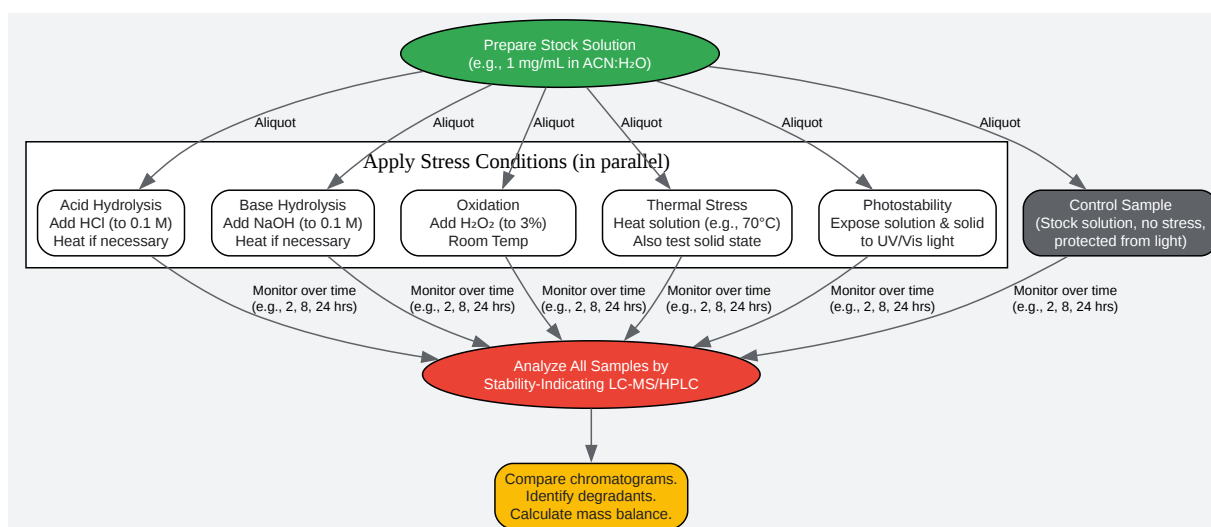 Prepare Stock Solution
(e.g., 1 mg/mL in ACN:H₂O)
Aliquot
Aliquot
Aliquot
Aliquot
Aliquot
Aliquot
Apply Stress Conditions (in parallel)
Acid Hydrolysis
Add HCl (to 0.1 M)
Heat if necessary
Base Hydrolysis
Add NaOH (to 0.1 M)
Heat if necessary
Oxidation
Add H₂O₂ (to 3%)
Room Temp
Thermal Stress
Heat solution (e.g., 70°C)
Also test solid state
Photostability
Expose solution & solid
to UV/Vis light
Control Sample
(Stock solution, no stress,
protected from light)
Monitor over time
(e.g., 2, 8, 24 hrs)
Monitor over time
(e.g., 2, 8, 24 hrs)
Monitor over time
(e.g., 2, 8, 24 hrs)
Monitor over time
(e.g., 2, 8, 24 hrs)
Monitor over time
(e.g., 2, 8, 24 hrs)
Monitor over time
(e.g., 2, 8, 24 hrs)
Analyze All Samples by
Stability-Indicating LC-MS/HPLC
Compare chromatograms.
Identify degradants.
Calculate mass balance.